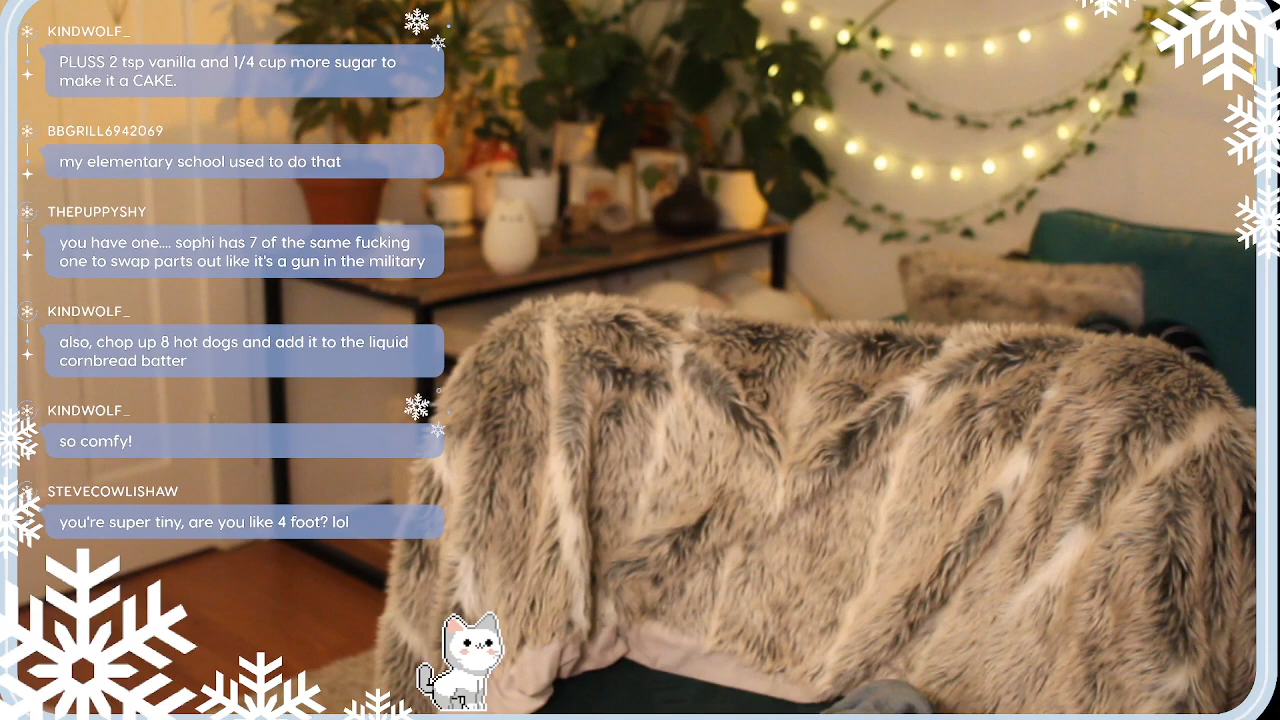 KINDWOLF_
PLUSS 2 tsp vanilla and 1/4 cup more sugar to
make it a CAKE.
BBGRILL6942069
my elementary school used to do that
THEPUPPYSHY
you have one.... sophi has 7 of the same fucking
one to swap parts out like it's a gun in the military
KINDWOLF_
also, chop up 8 hot dogs and add it to the liquid
cornbread batter
KINDWOLF_
so comfy!
STEVECOWLISHAW
you're super tiny, are you like 4 foot? lol